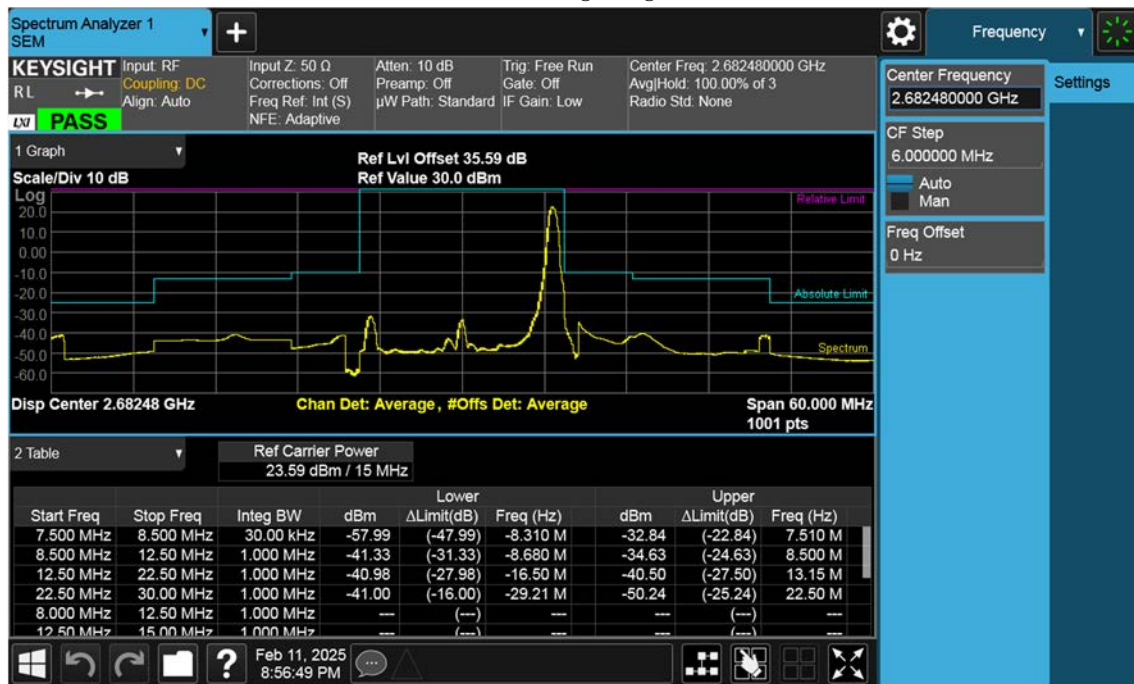 Spectrum Analyzer 1
SEM
Frequency
KEYSIGHT
RL
LXI
PASS
Input: RF
Coupling: DC
Align: Auto
Input Z: 50 Ω
Corrections: Off
Freq Ref: Int (S)
NFE: Adaptive
Atten: 10 dB
Preamp: Off
µW Path: Standard
Trig: Free Run
Gate: Off
IF Gain: Low
Center Freq: 2.682480000 GHz
Avg|Hold: 100.00% of 3
Radio Std: None
Center Frequency
2.682480000 GHz
Settings
CF Step
6.000000 MHz
Auto
Man
Freq Offset
0 Hz
1 Graph
Scale/Div 10 dB
Ref Lvl Offset 35.59 dB
Ref Value 30.0 dBm
Log
20.0
10.0
0.00
-10.0
-20.0
-30.0
-40.0
-50.0
-60.0
Relative Limit
Absolute Limit
Spectrum
Disp Center 2.68248 GHz
Chan Det: Average, #Offs Det: Average
Span 60.000 MHz
1001 pts
2 Table
Ref Carrier Power
23.59 dBm / 15 MHz
Lower Upper
Start Freq Stop Freq Integ BW dBm ΔLimit(dB) Freq (Hz) dBm ΔLimit(dB) Freq (Hz)
7.500 MHz 8.500 MHz 30.00 kHz -57.99 (-47.99) -8.310 M -32.84 (-22.84) 7.510 M
8.500 MHz 12.50 MHz 1.000 MHz -41.33 (-31.33) -8.680 M -34.63 (-24.63) 8.500 M
12.50 MHz 22.50 MHz 1.000 MHz -40.98 (-27.98) -16.50 M -40.50 (-27.50) 13.15 M
22.50 MHz 30.00 MHz 1.000 MHz -41.00 (-16.00) -29.21 M -50.24 (-25.24) 22.50 M
8.000 MHz 12.50 MHz 1.000 MHz --- (---) --- --- (---) ---
12.50 MHz 15.00 MHz 1.000 MHz --- (---) --- --- (---) ---
Feb 11, 2025
8:56:49 PM